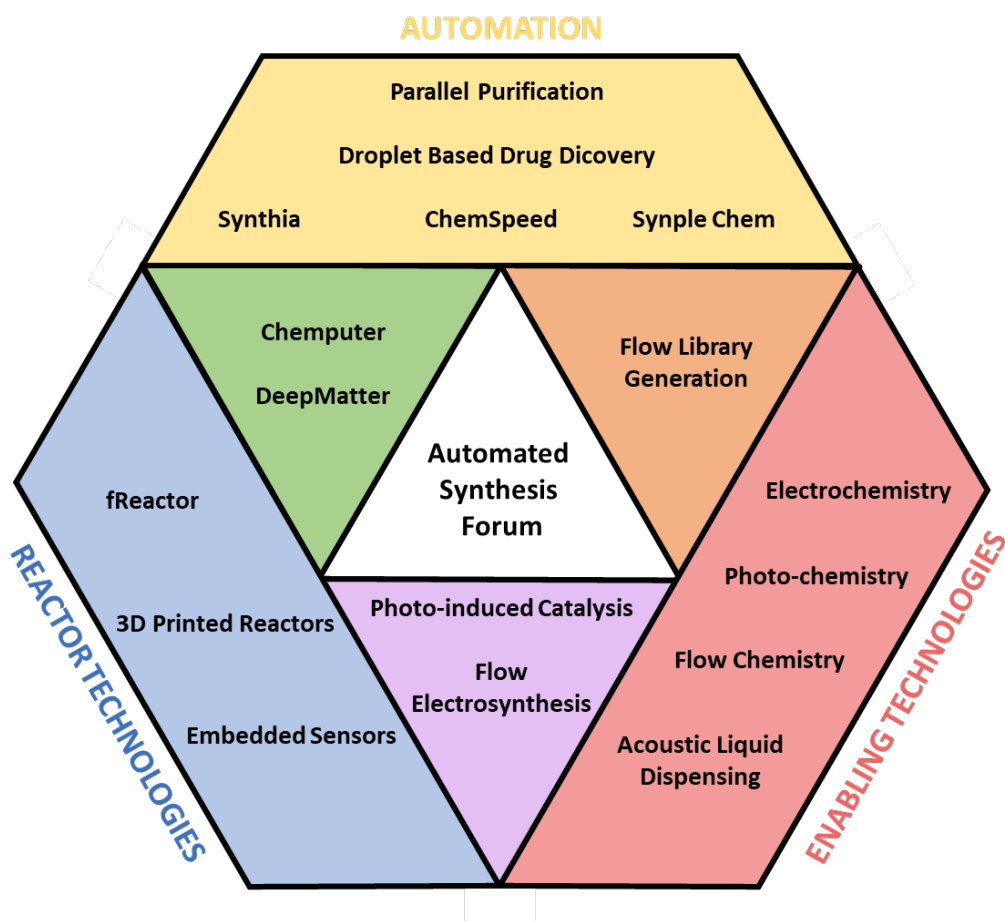 AUTOMATION
Parallel Purification
Droplet Based Drug Dicovery
Synthia
ChemSpeed
Synple Chem
Chemputer
DeepMatter
Flow Library
Generation
Automated
Synthesis
Forum
fReactor
3D Printed Reactors
Embedded Sensors
REACTOR TECHNOLOGIES
Photo-induced Catalysis
Flow
Electrosynthesis
Electrochemistry
Photo-chemistry
Flow Chemistry
Acoustic Liquid
Dispensing
ENABLING TECHNOLOGIES